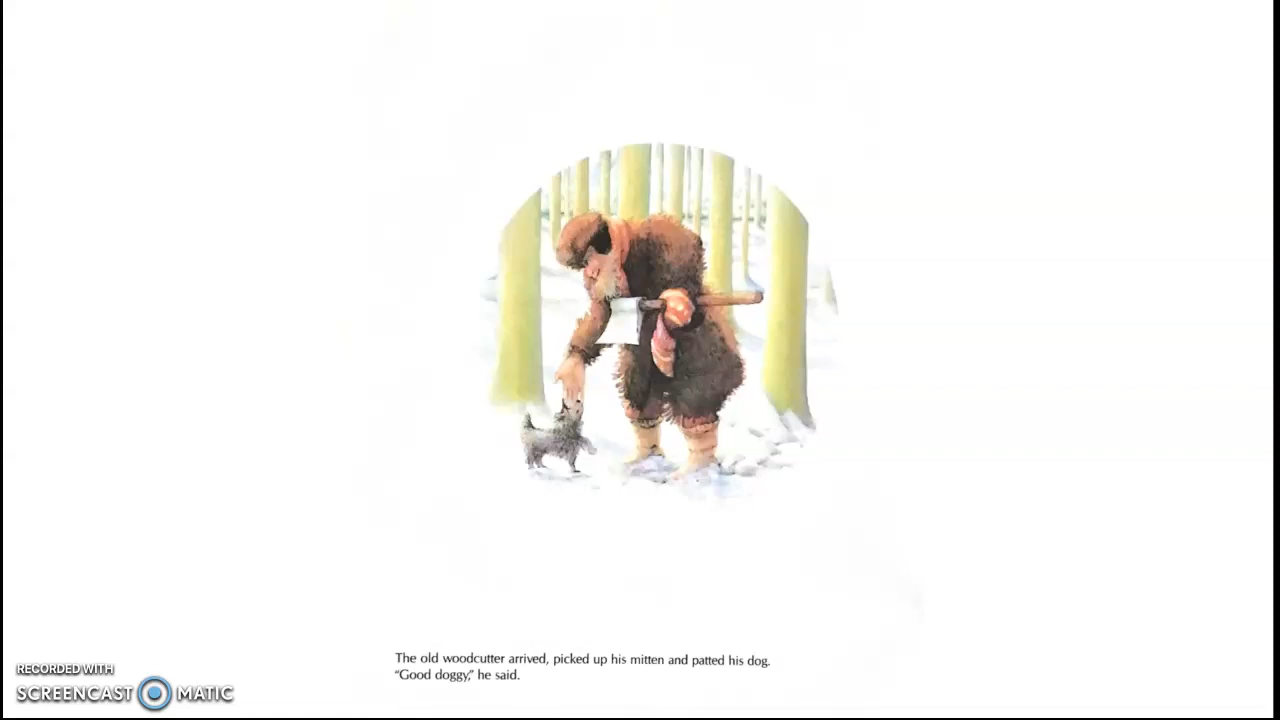 The old woodcutter arrived, picked up his mitten and patted his dog.
“Good doggy,” he said.
RECORDED WITH
SCREENCAST MATIC